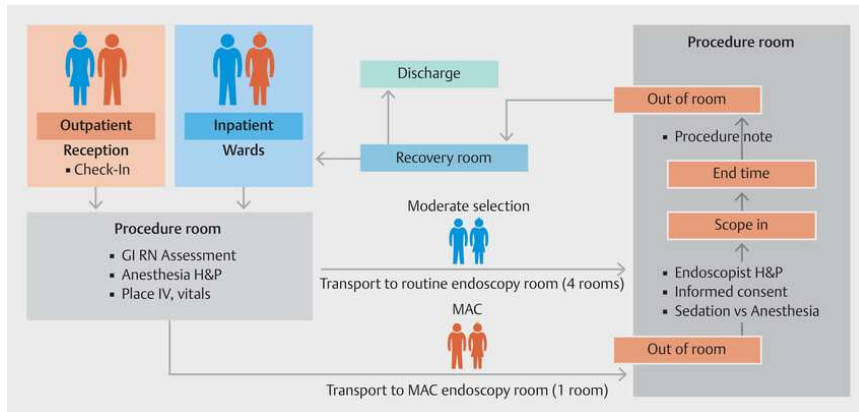 Outpatient
Reception
▪ Check-In
Inpatient
Wards
Discharge
Recovery room
Procedure room
▪ GI RN Assessment
▪ Anesthesia H&P
▪ Place IV, vitals
Moderate selection
Transport to routine endoscopy room (4 rooms)
MAC
Transport to MAC endoscopy room (1 room)
Procedure room
Out of room
▪ Procedure note
End time
Scope in
▪ Endoscopist H&P
▪ Informed consent
▪ Sedation vs Anesthesia
Out of room